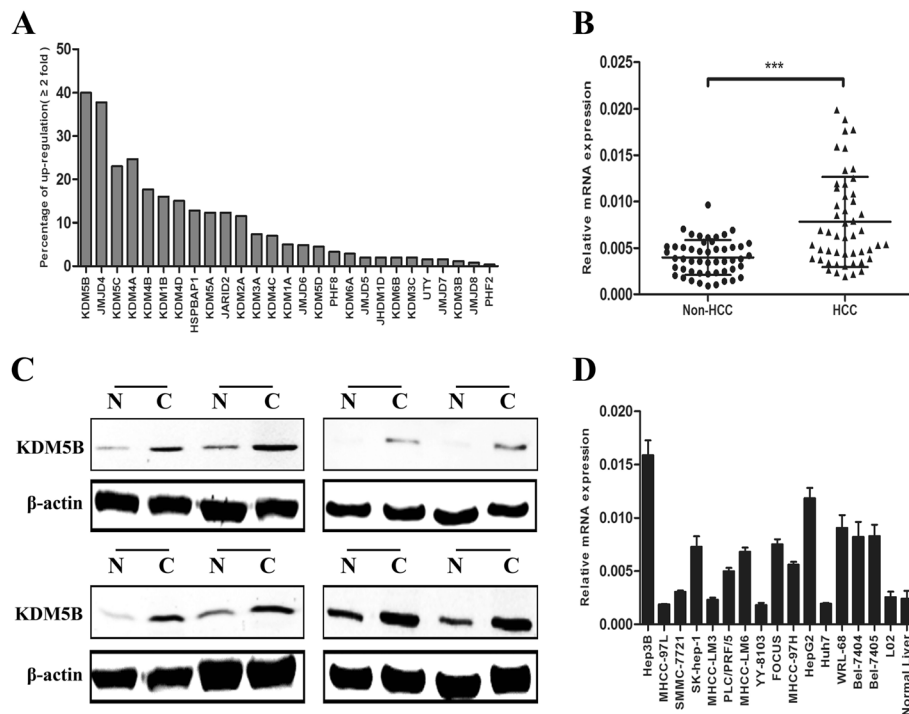 A
Percentage of up-regulation( ≥ 2 fold )
50
40
30
20
10
0
KDM5B
JMJD4
KDM5C
KDM4A
KDM4B
KDM1B
KDM4D
HSPBAP1
KDM5A
JARID2
KDM2A
KDM3A
KDM4C
KDM1A
JMJD6
KDM5D
PHF8
KDM6A
JMJD5
JHDM1D
KDM6B
KDM3C
UTY
JMJD7
KDM3B
JMJD8
PHF2
B
Relative mRNA expression
0.025
0.020
0.015
0.010
0.005
0.000
***
Non-HCC
HCC
C
N C N C N C N C
KDM5B
β-actin
N C N C N C N C
KDM5B
β-actin
D
Relative mRNA expression
0.020
0.015
0.010
0.005
0.000
Hep3B
MHCC-97L
SMMC-7721
SK-hep-1
MHCC-LM3
PLC/PRF/5
MHCC-LM6
YY-8103
FOCUS
MHCC-97H
HepG2
Huh7
WRL-68
Bel-7404
Bel-7405
L02
Normal Liver